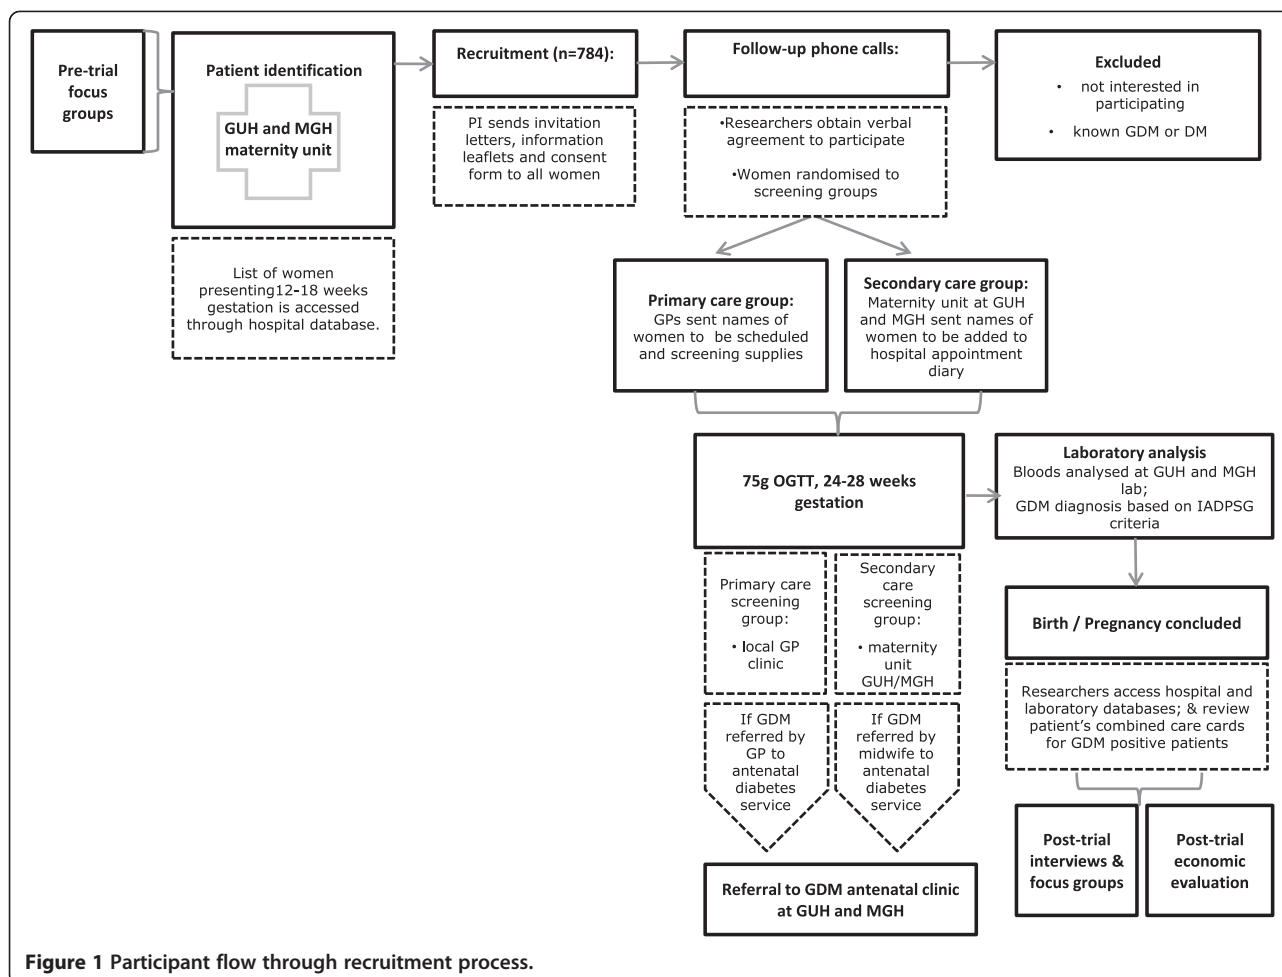 Pre-trial
focus
groups
Patient identification
GUH and MGH
maternity unit
List of women
presenting12-18 weeks
gestation is accessed
through hospital database.
Recruitment (n=784):
PI sends invitation
letters, information
leaflets and consent
form to all women
Follow-up phone calls:
•Researchers obtain verbal
agreement to participate
•Women randomised to
screening groups
Excluded
• not interested in
participating
• known GDM or DM
Primary care group:
GPs sent names of
women to be scheduled
and screening supplies
Secondary care group:
Maternity unit at GUH
and MGH sent names of
women to be added to
hospital appointment
diary
75g OGTT, 24-28 weeks
gestation
Laboratory analysis
Bloods analysed at GUH and MGH
lab;
GDM diagnosis based on IADPSG
criteria
Primary care
screening
group:
• local GP
clinic
Secondary
care
screening
group:
• maternity
unit
GUH/MGH
If GDM
referred by
GP to
antenatal
diabetes
service
If GDM
referred by
midwife to
antenatal
diabetes
service
Referral to GDM antenatal clinic
at GUH and MGH
Birth / Pregnancy concluded
Researchers access hospital and
laboratory databases; & review
patient’s combined care cards
for GDM positive patients
Post-trial
interviews &
focus groups
Post-trial
economic
evaluation
Figure 1 Participant flow through recruitment process.